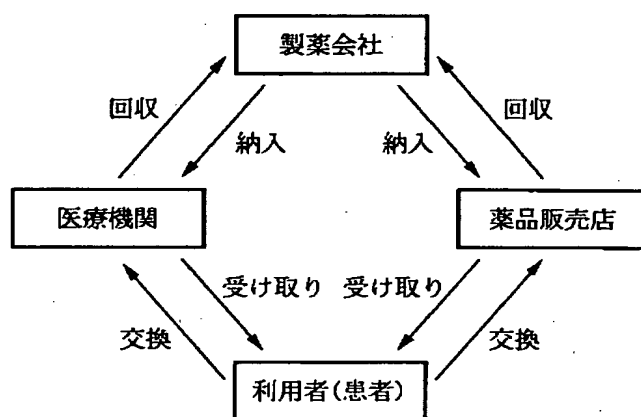 製薬会社
回収
回収
納入
納入
医療機関
薬品販売店
受け取り
受け取り
交換
交換
利用者(患者)